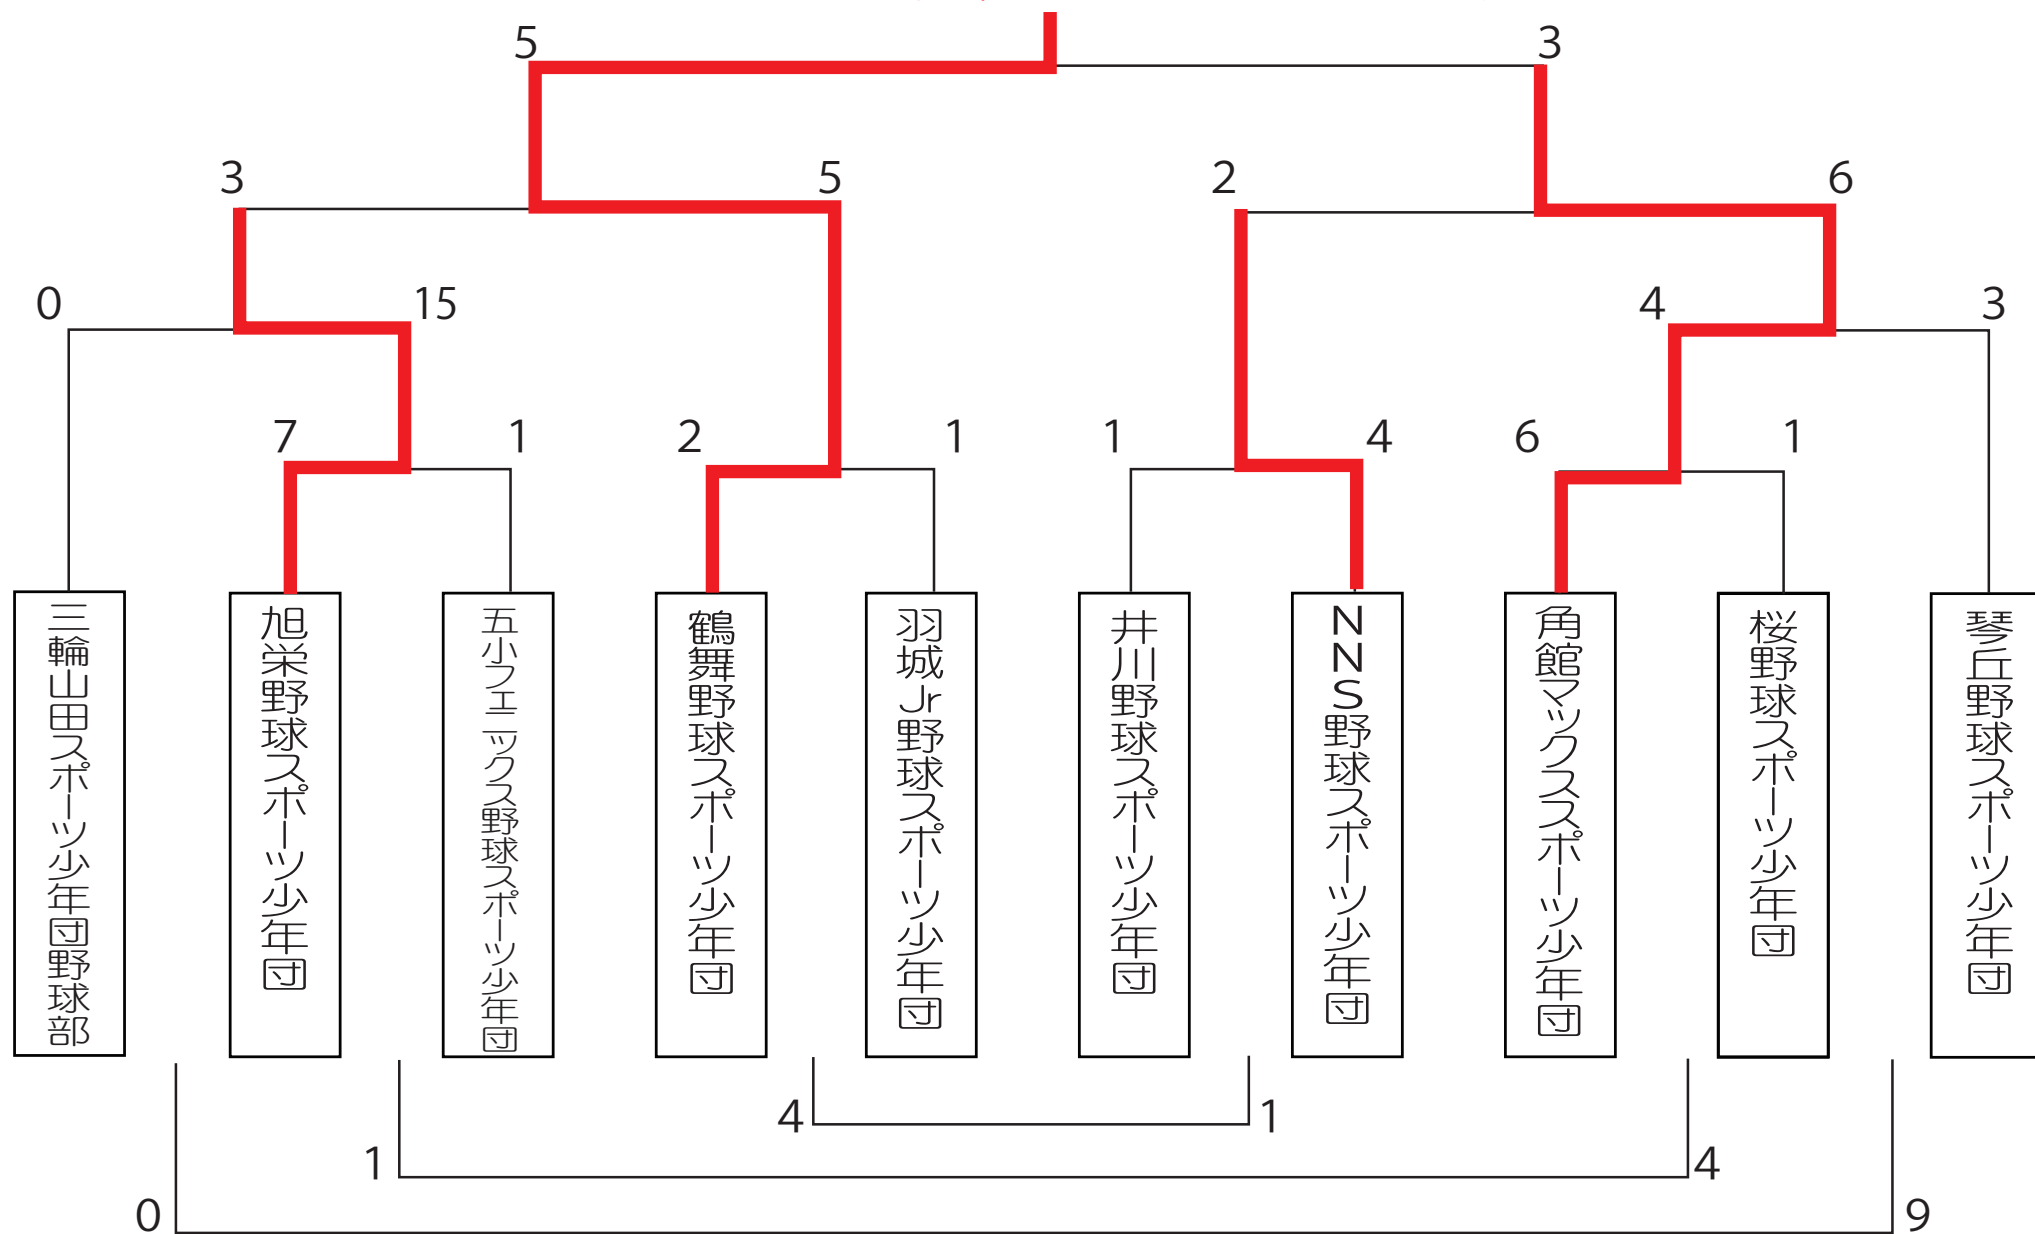 5 3
3 5 2 6
0 15 4 3
7 1 2 1 1 4 6 1
三輪山田スポーツ少年団野球部
旭栄野球スポーツ少年団
五小フェニックス野球スポーツ少年団
鶴舞野球スポーツ少年団
羽城Jr野球スポーツ少年団
井川野球スポーツ少年団
NNS野球スポーツ少年団
角館マックススポーツ少年団
桜野球スポーツ少年団
琴丘野球スポーツ少年団
4 1
1 4
0 9